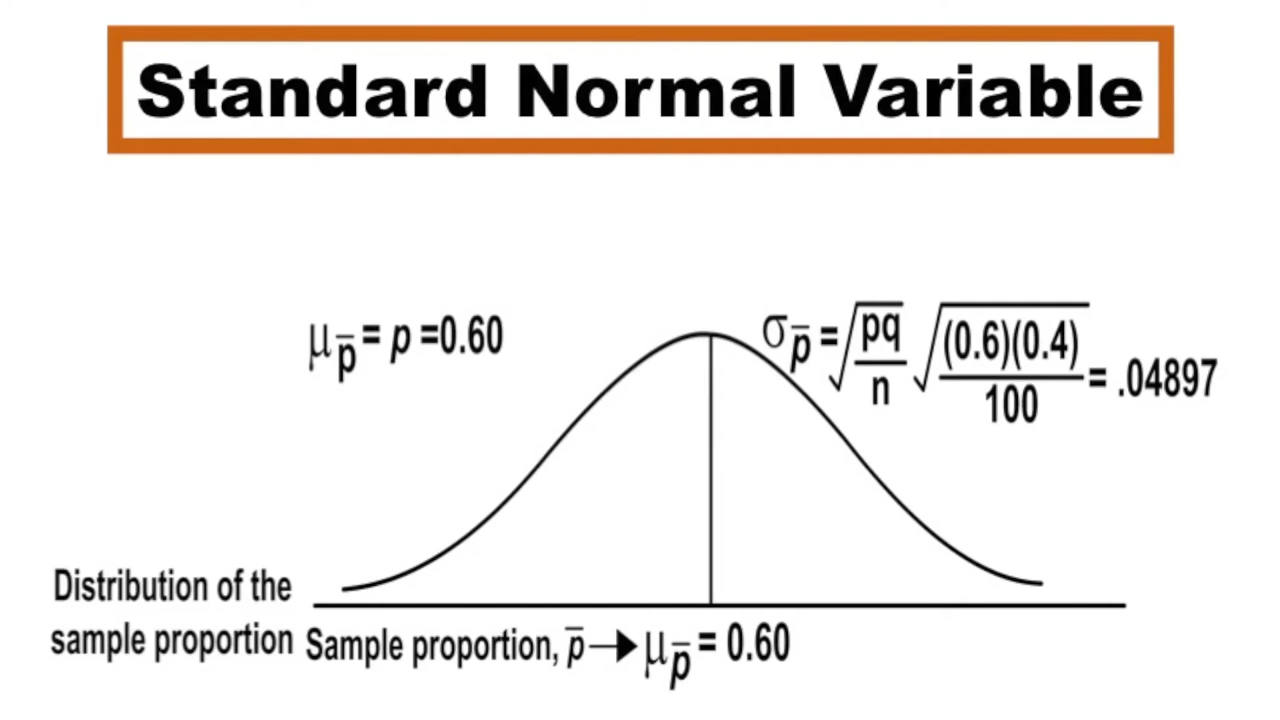 Standard Normal Variable
μp̅ = p =0.60
σp̅ = √pq/n √(0.6)(0.4)/100 = .04897
Distribution of the
sample proportion
Sample proportion, p̅ → μp̅ = 0.60